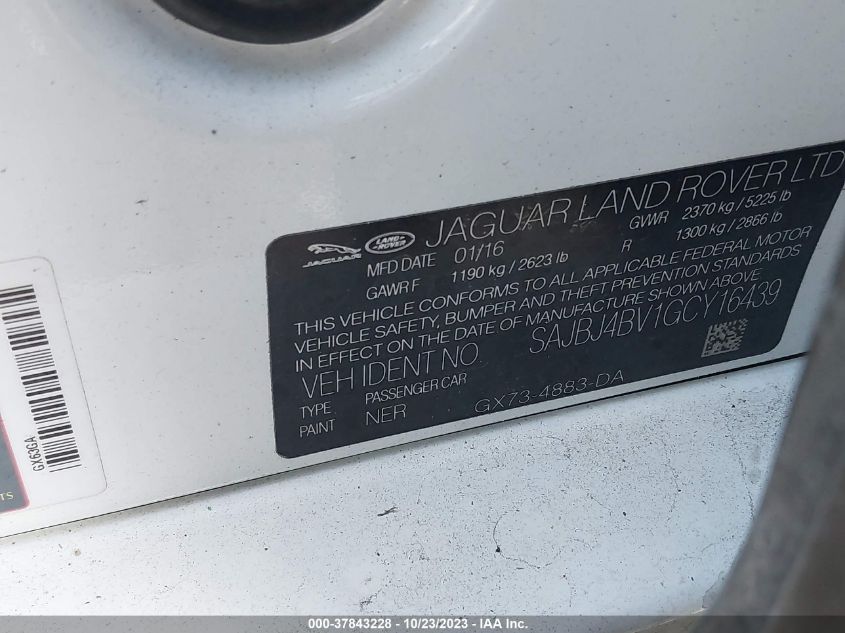 JAGUAR
LAND
ROVER
JAGUAR LAND ROVER LTD
MFD DATE 01/16 GVWR 2370 kg / 5225 lb
GAWR F 1190 kg / 2623 lb R 1300 kg / 2866 lb
THIS VEHICLE CONFORMS TO ALL APPLICABLE FEDERAL MOTOR
VEHICLE SAFETY, BUMPER AND THEFT PREVENTION STANDARDS
IN EFFECT ON THE DATE OF MANUFACTURE SHOWN ABOVE
VEH IDENT NO. SAJBJ4BV1GCY16439
TYPE PASSENGER CAR
PAINT NER GX73-4883-DA
GX63GA
TS
000-37843228 - 10/23/2023 - COPYRIGHT © 2023 IAA, INC.